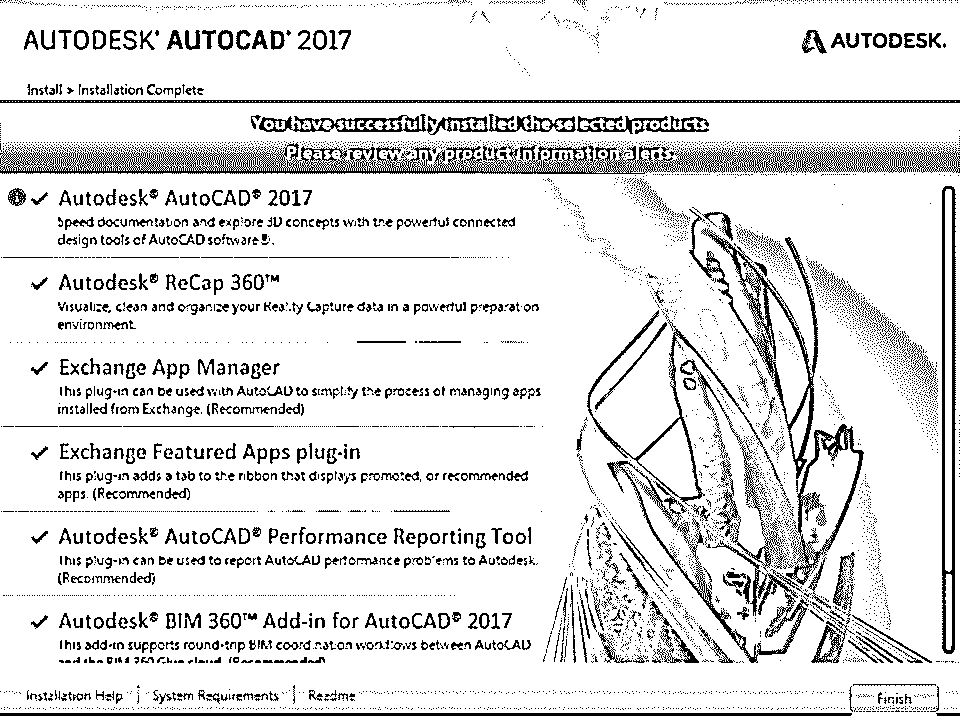 AUTODESK® AUTOCAD® 2017
AUTODESK.
Install > Installation Complete
You have successfully installed the selected products
Please review any product information alerts.
Autodesk® AutoCAD® 2017
Speed documentation and explore 3D concepts with the powerful connected
design tools of AutoCAD software
Autodesk® ReCap 360™
Visualize, clean and organize your Reality Capture data in a powerful preparation
environment.
Exchange App Manager
This plug-in can be used with AutoCAD to simplify the process of managing apps
installed from Exchange. (Recommended)
Exchange Featured Apps plug-in
This plug-in adds a tab to the ribbon that displays promoted, or recommended
apps. (Recommended)
Autodesk® AutoCAD® Performance Reporting Tool
This plug-in can be used to report AutoCAD performance problems to Autodesk.
(Recommended)
Autodesk® BIM 360™ Add-in for AutoCAD® 2017
This add-in supports round-trip BIM coordination workflows between AutoCAD
and the BIM 360 Glue cloud. (Recommended)
Installation Help | System Requirements | Readme
Finish